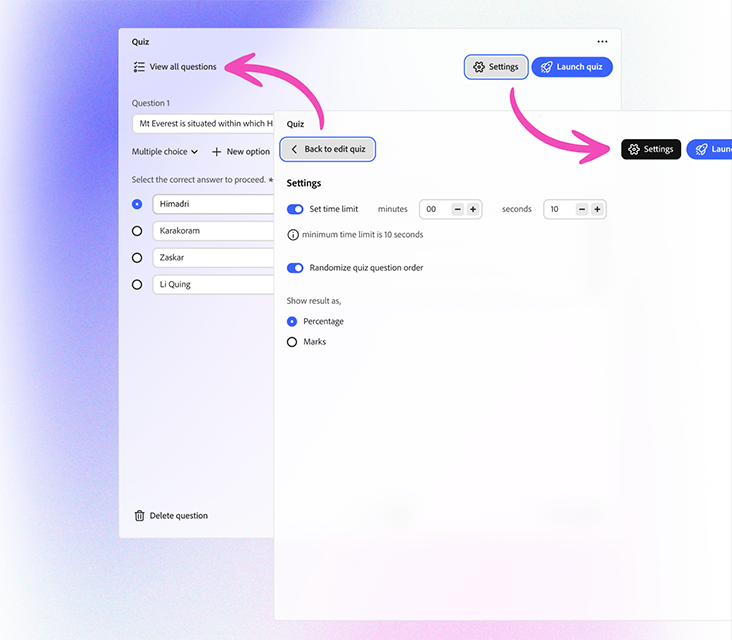 Quiz
View all questions
Settings
Launch quiz
Question 1
Mt Everest is situated within which H
Multiple choice
New option
Select the correct answer to proceed. *
Himadri
Karakoram
Zaskar
Li Quing
Delete question
Quiz
Back to edit quiz
Settings
Laun
Settings
Set time limit minutes 00 seconds 10
minimum time limit is 10 seconds
Randomize quiz question order
Show result as,
Percentage
Marks